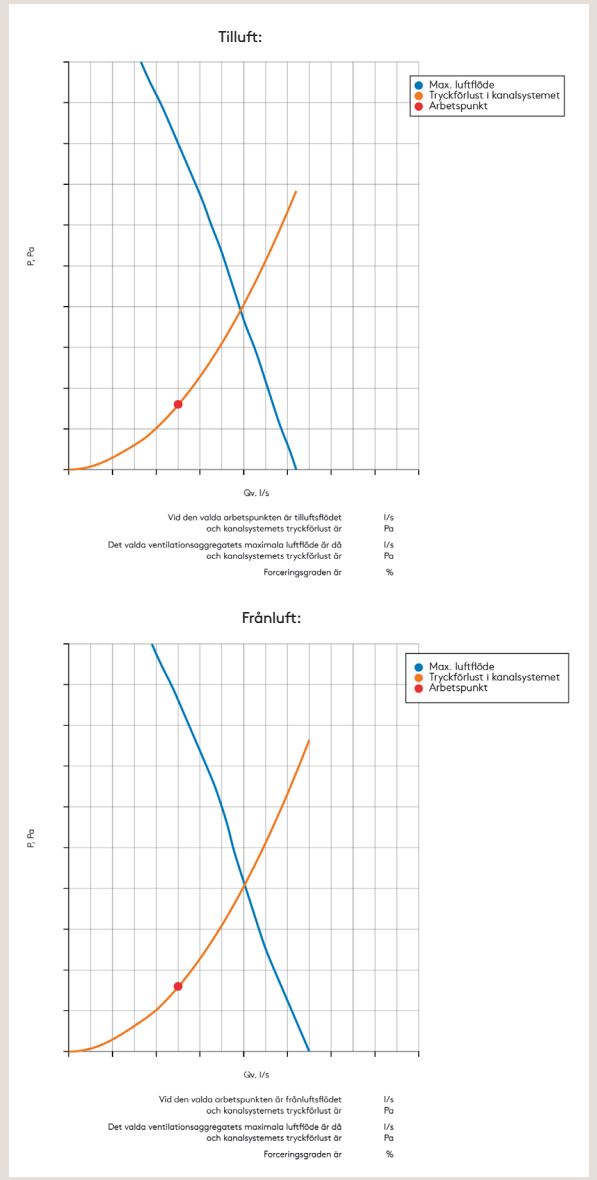 Tilluft:
Max. luftflöde
Tryckförlust i kanalsystemet
Arbetspunkt
P, Pa
Qv, l/s
Vid den valda arbetspunkten är tilluftsflödet l/s
och kanalsystemets tryckförlust är Pa
Det valda ventilationsaggregatets maximala luftflöde är då l/s
och kanalsystemets tryckförlust är Pa
Forceringsgraden är %
Frånluft:
Max. luftflöde
Tryckförlust i kanalsystemet
Arbetspunkt
P, Pa
Qv, l/s
Vid den valda arbetspunkten är frånluftsflödet l/s
och kanalsystemets tryckförlust är Pa
Det valda ventilationsaggregatets maximala luftflöde är då l/s
och kanalsystemets tryckförlust är Pa
Forceringsgraden är %